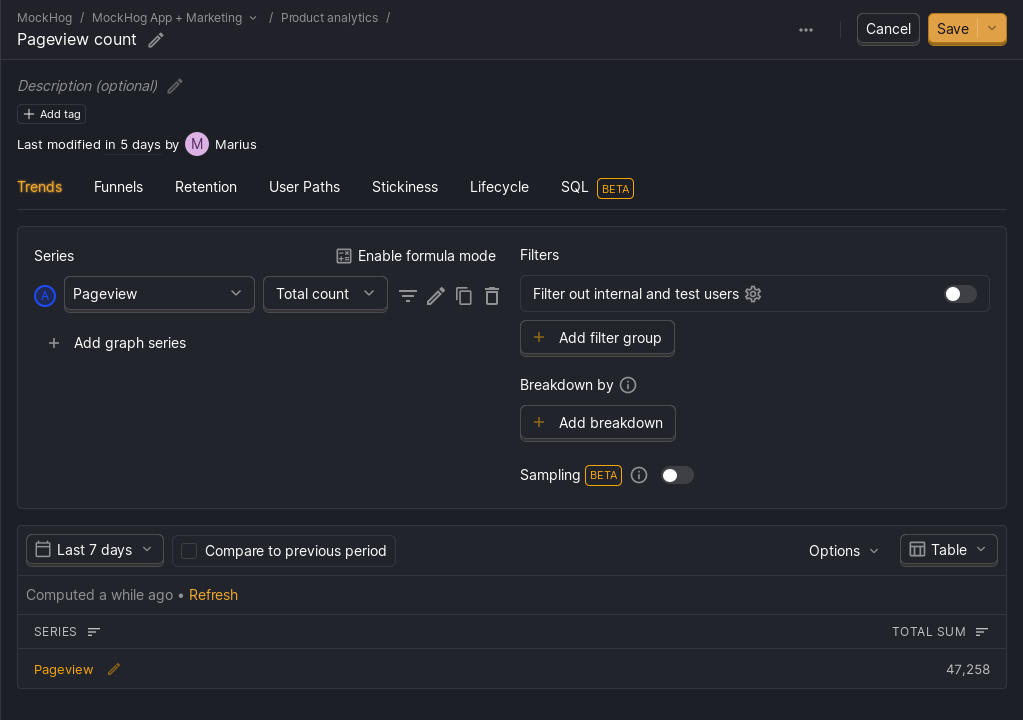 MockHog / MockHog App + Marketing / Product analytics /
Pageview count
Cancel
Save
Description (optional)
Add tag
Last modified in 5 days by M Marius
Trends Funnels Retention User Paths Stickiness Lifecycle SQL BETA
Series
Enable formula mode
A Pageview Total count
Add graph series
Filters
Filter out internal and test users
Add filter group
Breakdown by
Add breakdown
Sampling BETA
Last 7 days Compare to previous period Options Table
Computed a while ago • Refresh
SERIES TOTAL SUM
Pageview 47,258